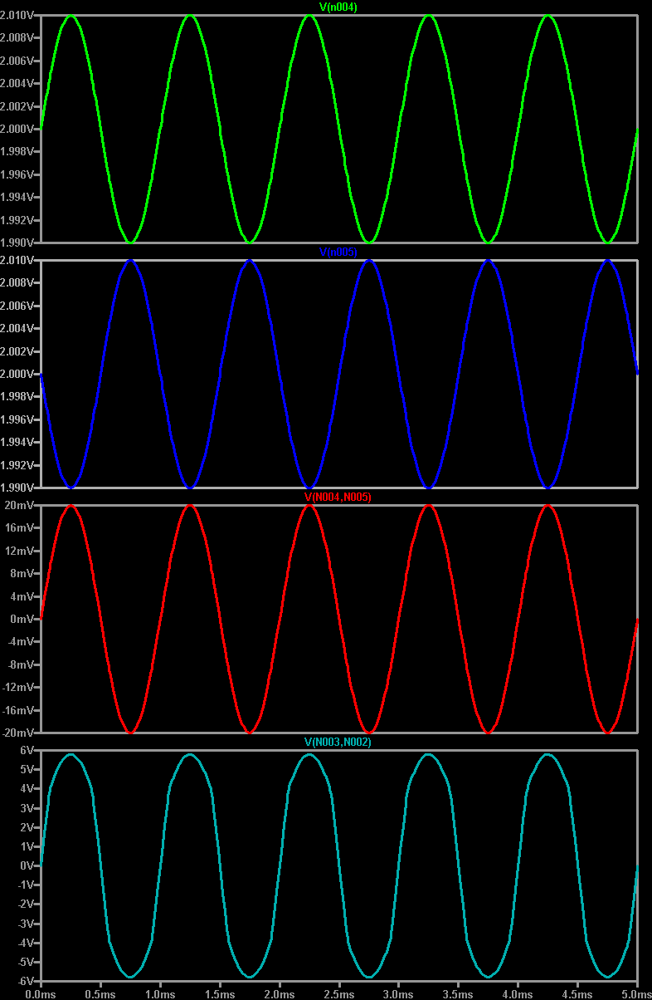 V(n004)
2.010V
2.008V
2.006V
2.004V
2.002V
2.000V
1.998V
1.996V
1.994V
1.992V
1.990V
V(n005)
2.010V
2.008V
2.006V
2.004V
2.002V
2.000V
1.998V
1.996V
1.994V
1.992V
1.990V
V(N004,N005)
20mV
16mV
12mV
8mV
4mV
0mV
-4mV
-8mV
-12mV
-16mV
-20mV
V(N003,N002)
6V
5V
4V
3V
2V
1V
0V
-1V
-2V
-3V
-4V
-5V
-6V
0.0ms 0.5ms 1.0ms 1.5ms 2.0ms 2.5ms 3.0ms 3.5ms 4.0ms 4.5ms 5.0ms